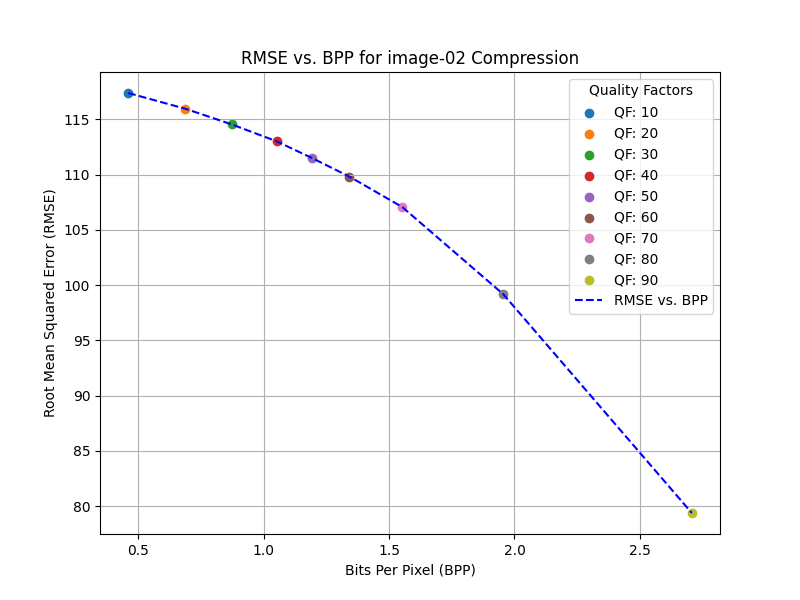 RMSE vs. BPP for image-02 Compression
Root Mean Squared Error (RMSE)
115
110
105
100
95
90
85
80
0.5
1.0
1.5
2.0
2.5
Bits Per Pixel (BPP)
Quality Factors
QF: 10
QF: 20
QF: 30
QF: 40
QF: 50
QF: 60
QF: 70
QF: 80
QF: 90
RMSE vs. BPP